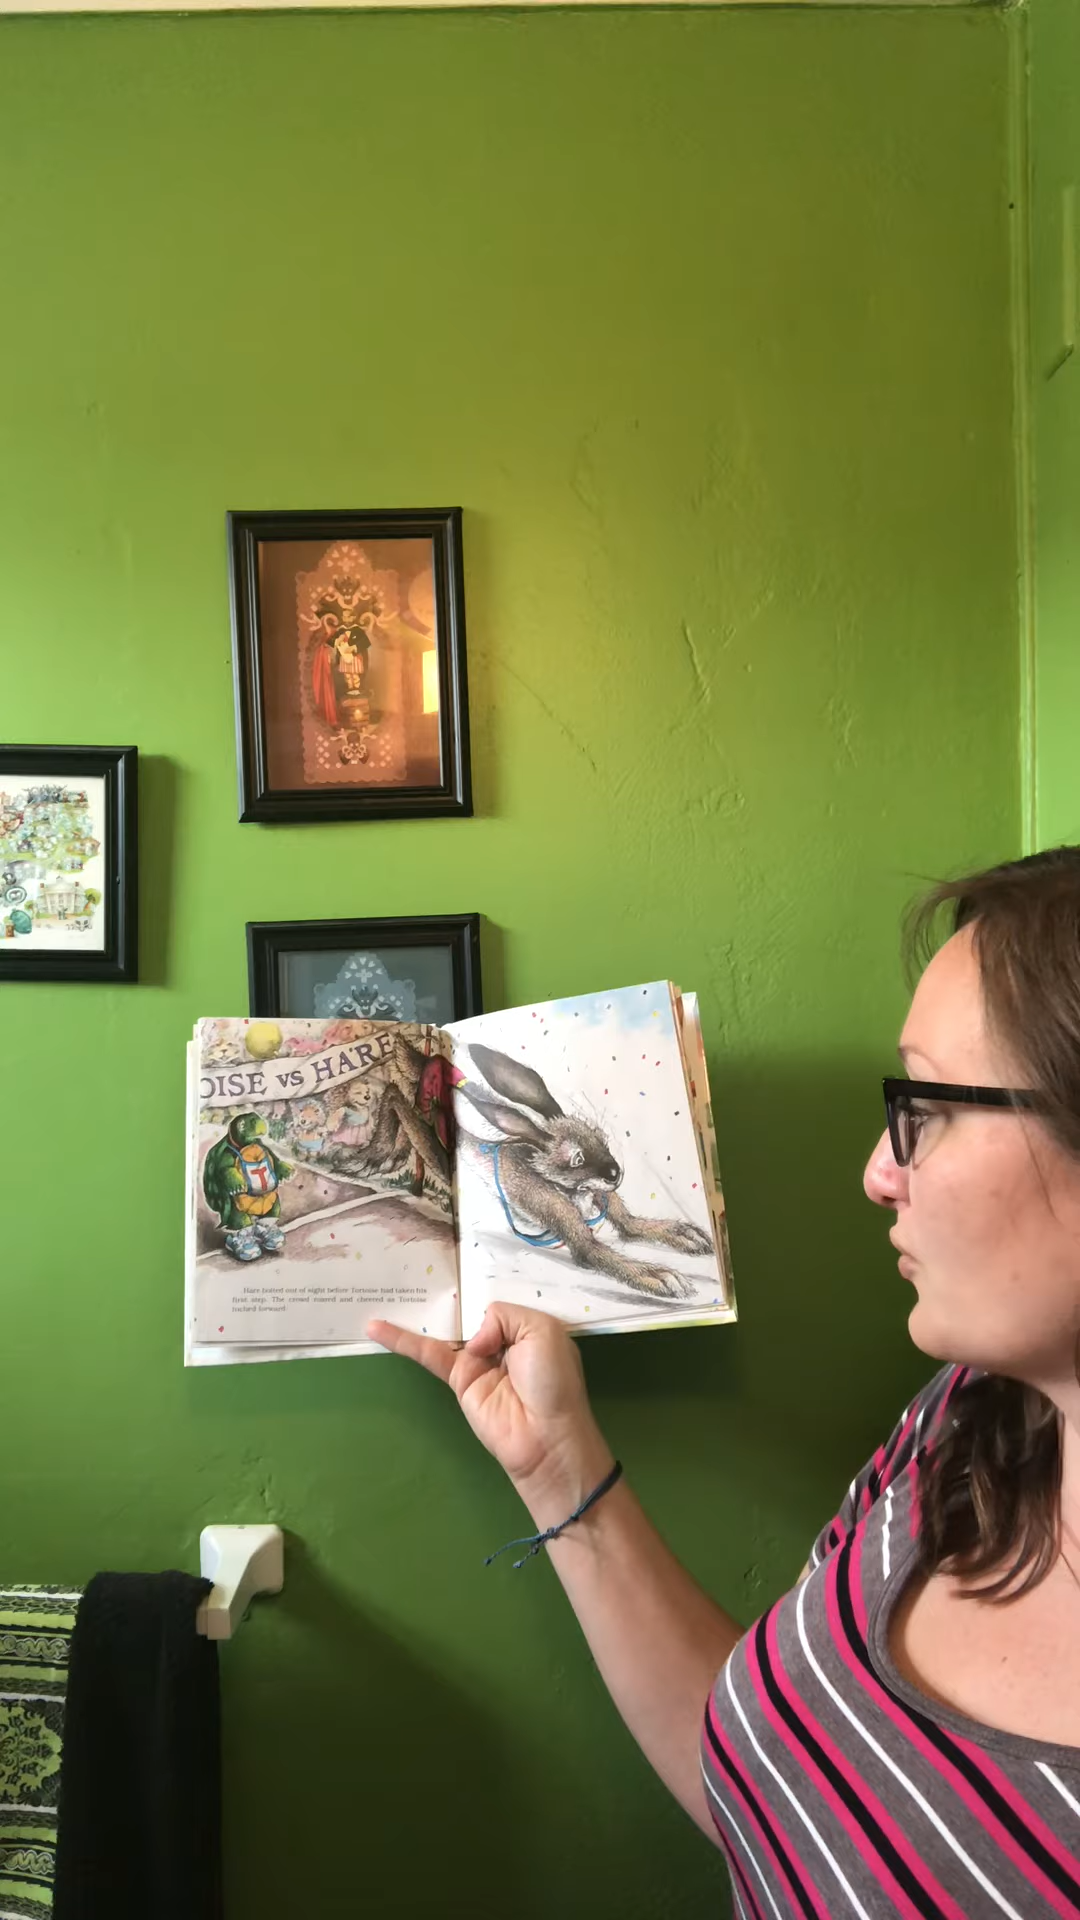 OISE VS HARE
T
Hare bolted out of sight before Tortoise had taken his
first step. The crowd roared and cheered as Tortoise
inched forward.